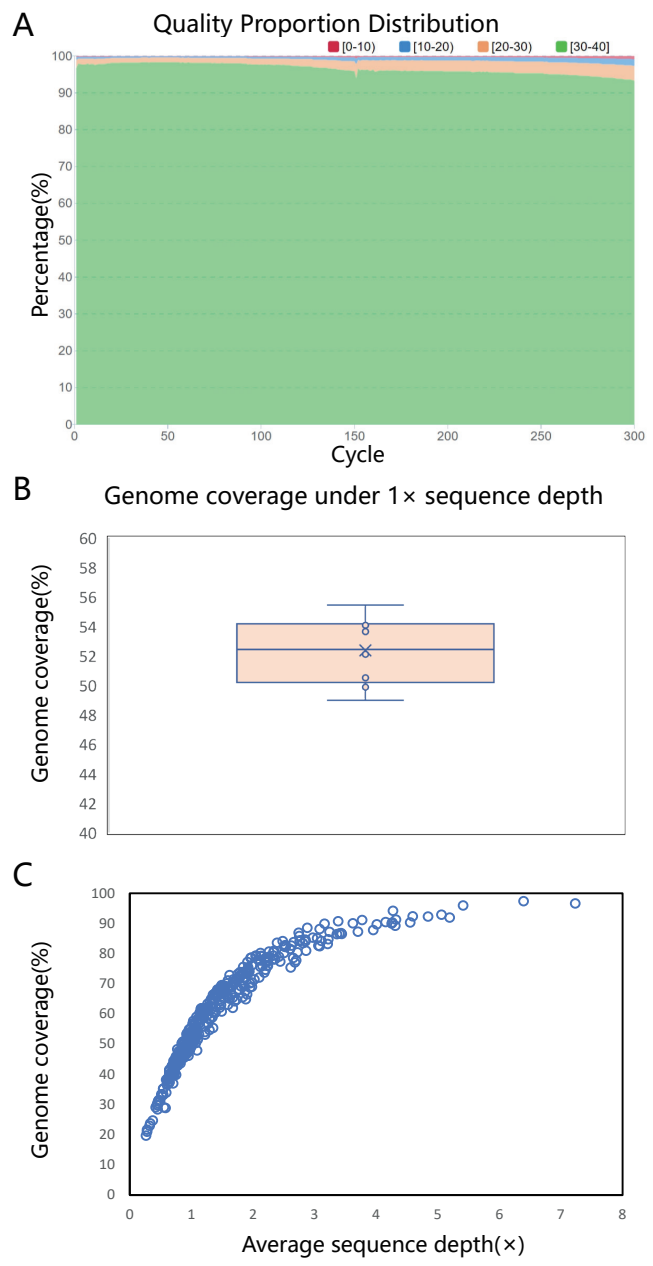 A
Quality Proportion Distribution
[0-10) [10-20) [20-30) [30-40]
Percentage(%)
100
90
80
70
60
50
40
30
20
10
0
0 50 100 150 200 250 300
Cycle
B
Genome coverage under 1× sequence depth
Genome coverage(%)
60
58
56
54
52
50
48
46
44
42
40
C
Genome coverage(%)
100
90
80
70
60
50
40
30
20
10
0
0 1 2 3 4 5 6 7 8
Average sequence depth(×)